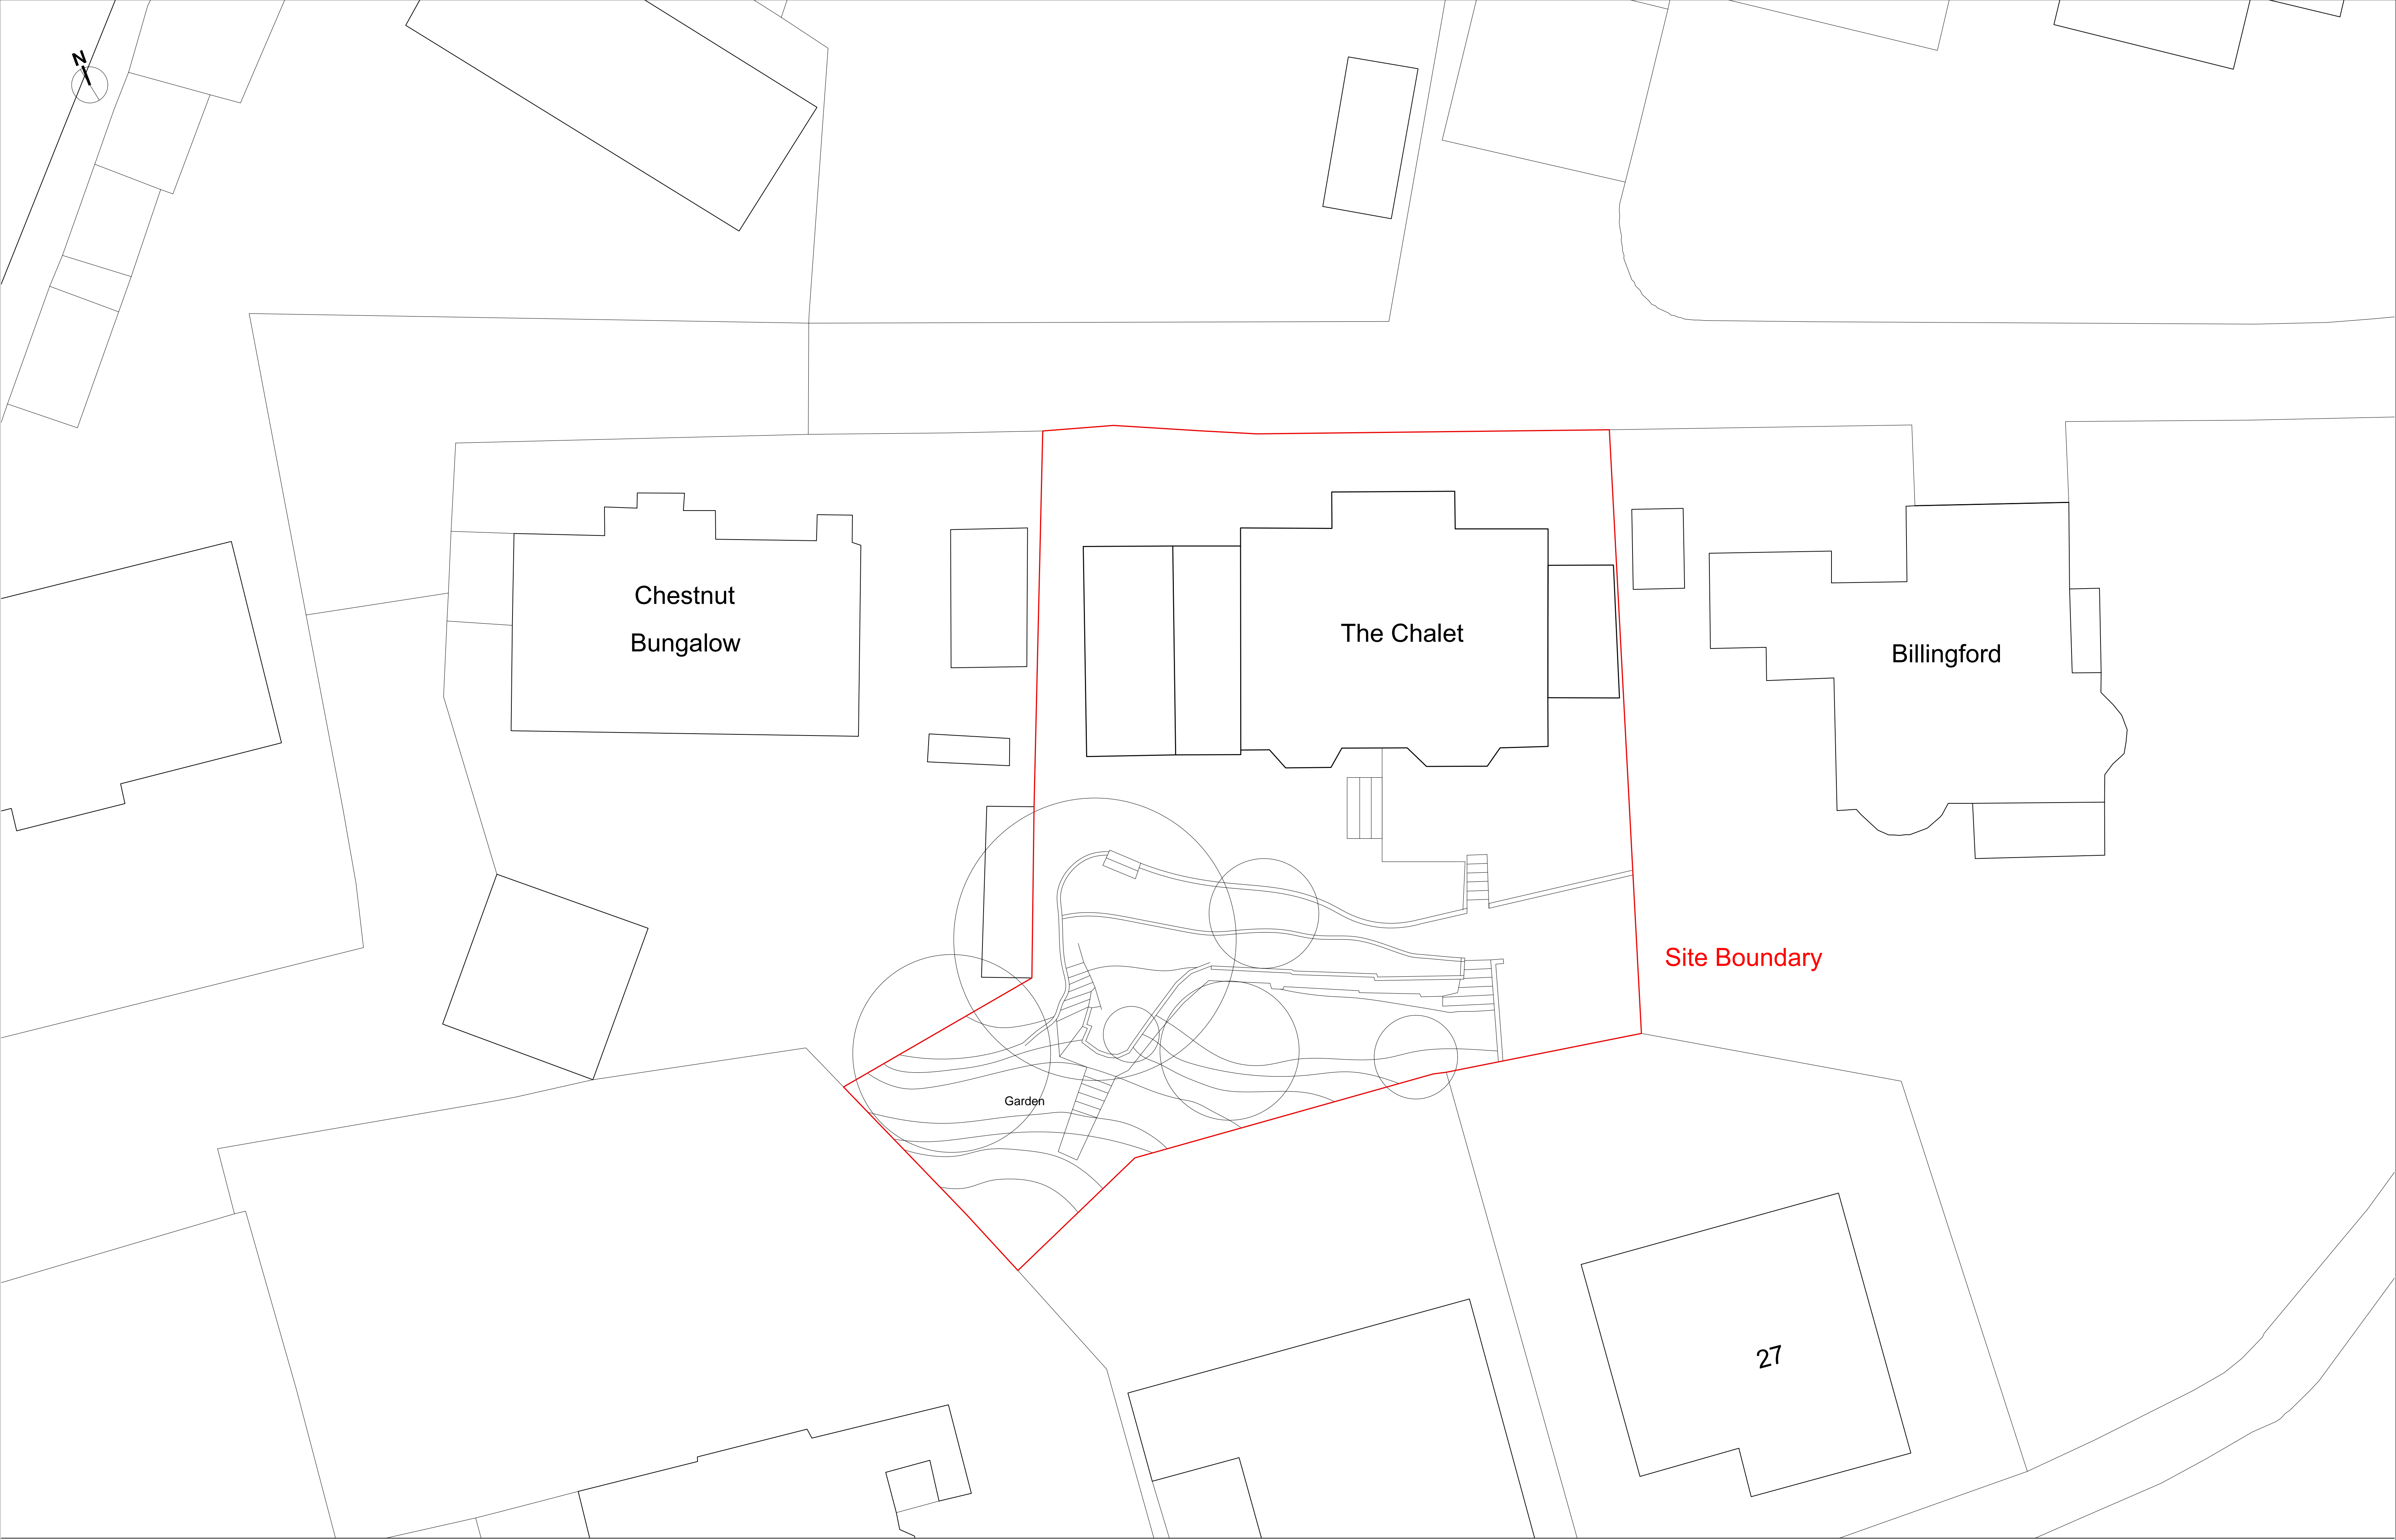 N
Chestnut
Bungalow
The Chalet
Billingford
Site Boundary
Garden
27